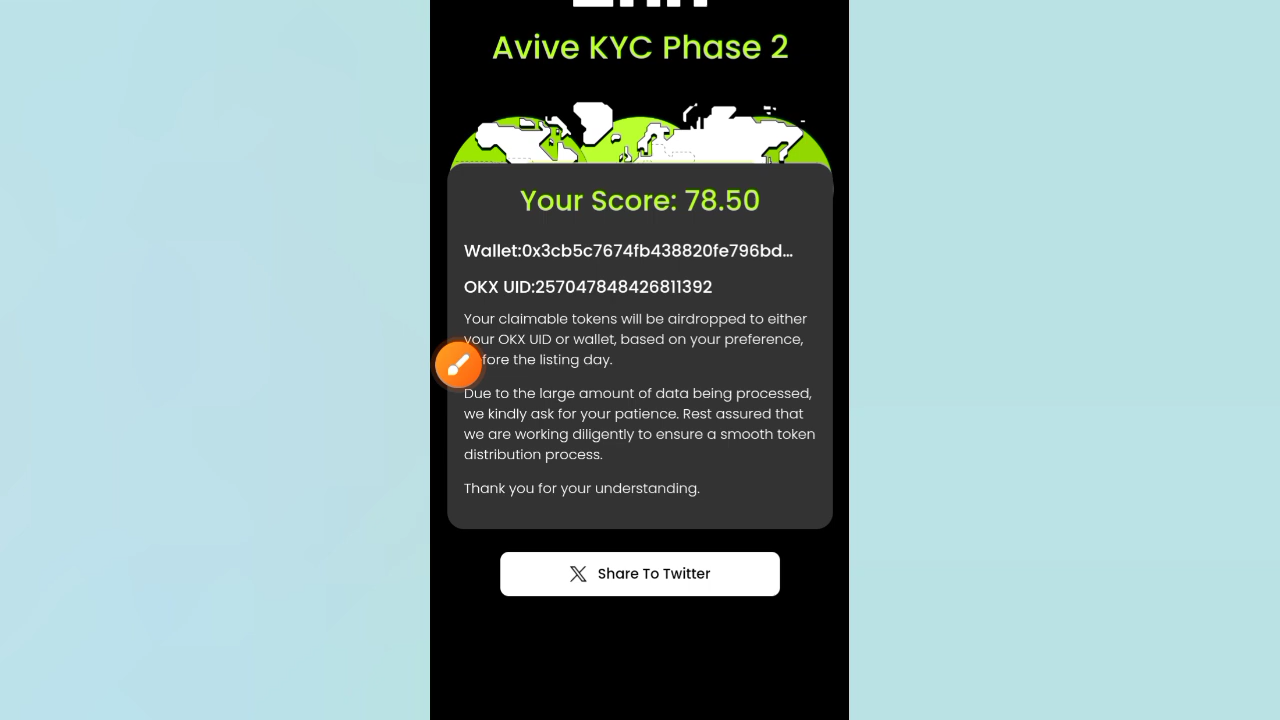 Avive KYC Phase 2
Your Score: 78.50
Wallet:0x3cb5c7674fb438820fe796bd...
OKX UID:257047848426811392
Your claimable tokens will be airdropped to either
your OKX UID or wallet, based on your preference,
the listing day.
Due to the large amount of data being processed,
we kindly ask for your patience. Rest assured that
we are working diligently to ensure a smooth token
distribution process.
Thank you for your understanding.
Share To Twitter